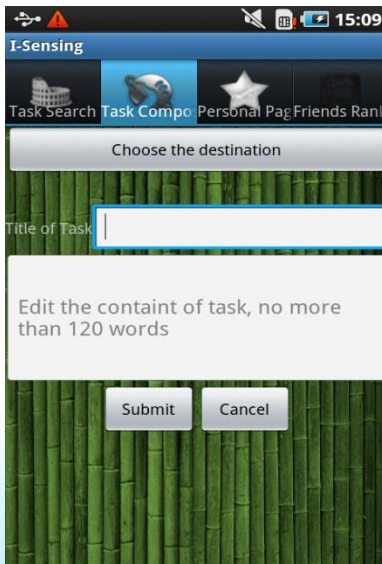 15:09
I-Sensing
Task Search Task Compo Personal Pag Friends Ranl
Choose the destination
Title of Task
Edit the containt of task, no more
than 120 words
Submit Cancel